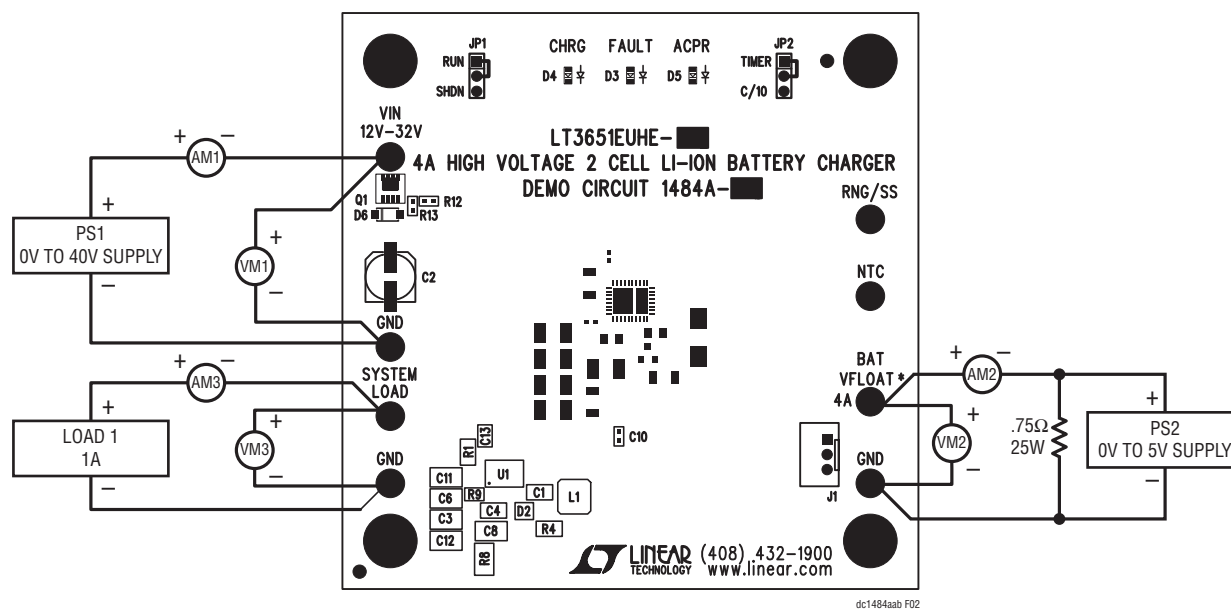 JP1
RUN
SHDN
CHRG
FAULT
ACPR
D4
D3
D5
JP2
TIMER
C/10
VIN
12V–32V
LT3651EUHE-
4A HIGH VOLTAGE 2 CELL LI-ION BATTERY CHARGER
DEMO CIRCUIT 1484A-
+
AM1
–
Q1
D6
R12
R13
RNG/SS
+
PS1
0V TO 40V SUPPLY
–
+
VM1
–
C2
NTC
GND
SYSTEM
LOAD
+
AM3
–
+
LOAD 1
1A
–
+
VM3
–
GND
BAT
VFLOAT *
4A
+
AM2
–
+
VM2
–
.75Ω
25W
+
PS2
0V TO 5V SUPPLY
–
GND
J1
C10
C13
R1
U1
C11
C6
R9
C1
L1
C3
C4
D2
C12
C8
R4
R8
LINEAR
TECHNOLOGY
(408) 432-1900
www.linear.com
dc1484aab F02